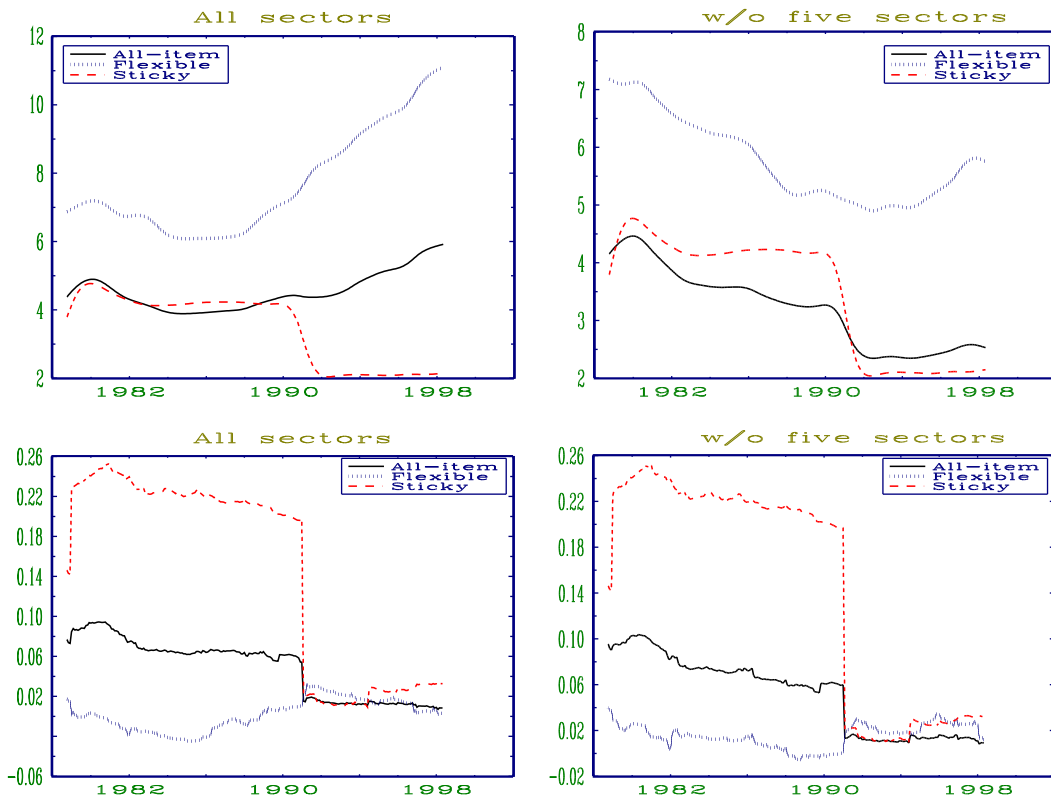 All sectors
12
10
8
6
4
2
All-item
Flexible
Sticky
1982 1990 1998
w/o five sectors
8
7
6
5
4
3
2
All-item
Flexible
Sticky
1982 1990 1998
All sectors
0.26
0.22
0.18
0.14
0.10
0.06
0.02
-0.06
All-item
Flexible
Sticky
1982 1990 1998
w/o five sectors
0.26
0.22
0.18
0.14
0.10
0.06
0.02
-0.02
All-item
Flexible
Sticky
1982 1990 1998